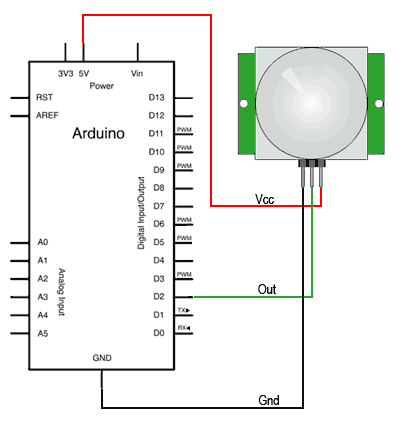 3V3 5V Vin
Power
RST
AREF
Arduino
D13
D12
D11 PWM
D10 PWM
D9 PWM
D8
D7
D6 PWM
D5 PWM
D4
D3 PWM
D2
D1 TX▶
D0 RX◀
Digital Input/Output
A0
A1
A2
A3
A4
A5
Analog Input
GND
Vcc
Out
Gnd